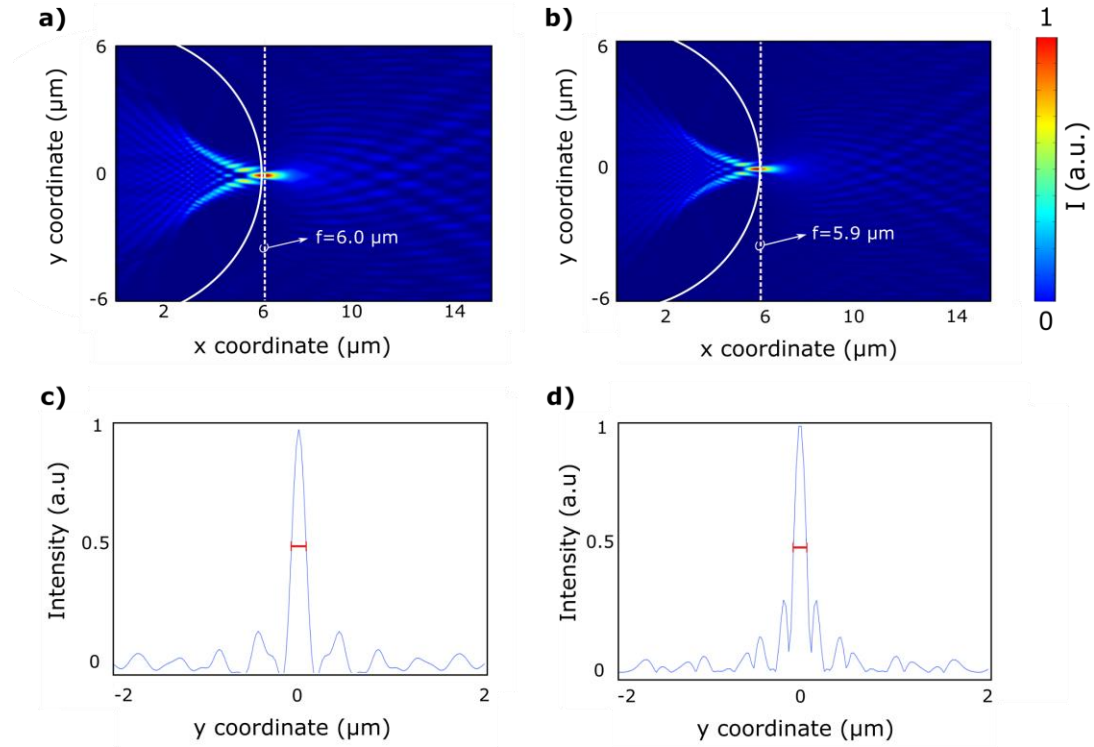 a)
6
0
-6
y coordinate (µm)
f=6.0 µm
2
6
10
14
x coordinate (µm)
b)
6
0
-6
y coordinate (µm)
f=5.9 µm
2
6
10
14
x coordinate (µm)
1
I (a.u.)
0
c)
1
0.5
0
Intensity (a.u)
-2
0
2
y coordinate (µm)
d)
1
0.5
0
Intensity (a.u)
-2
0
2
y coordinate (µm)